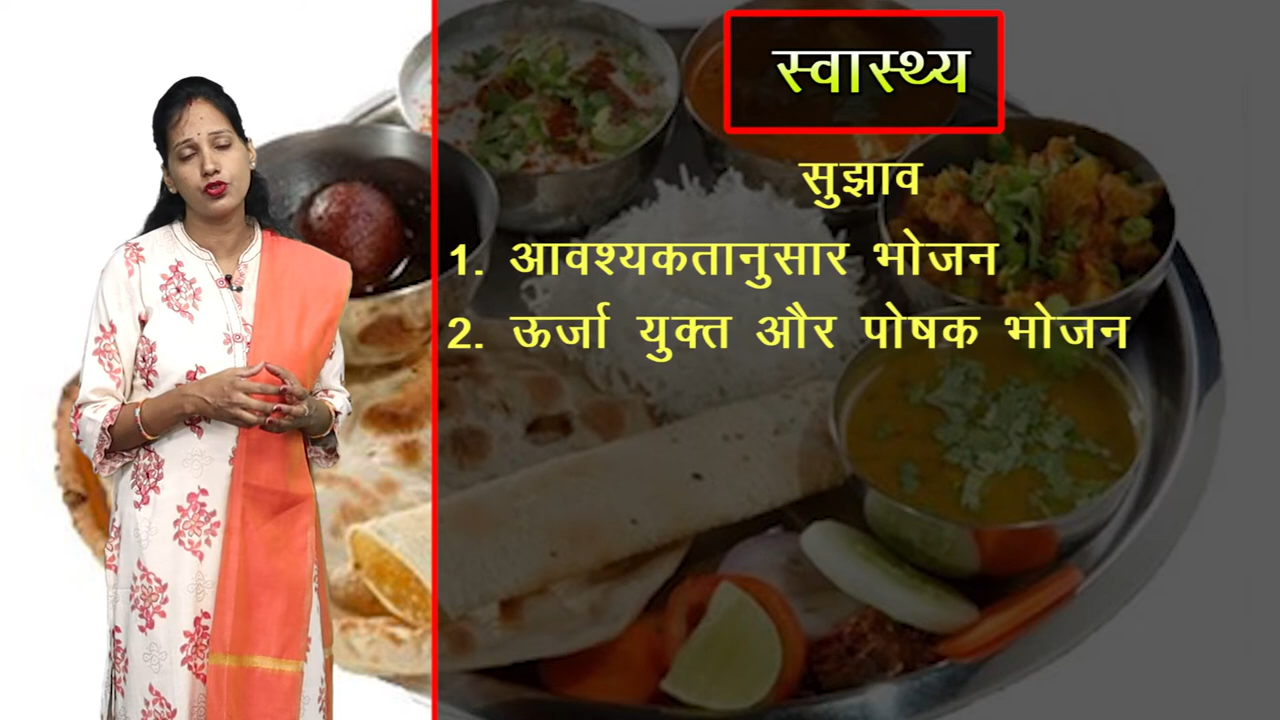 स्वास्थ्य
सुझाव
1. आवश्यकतानुसार भोजन
2. ऊर्जा युक्त और पोषक भोजन